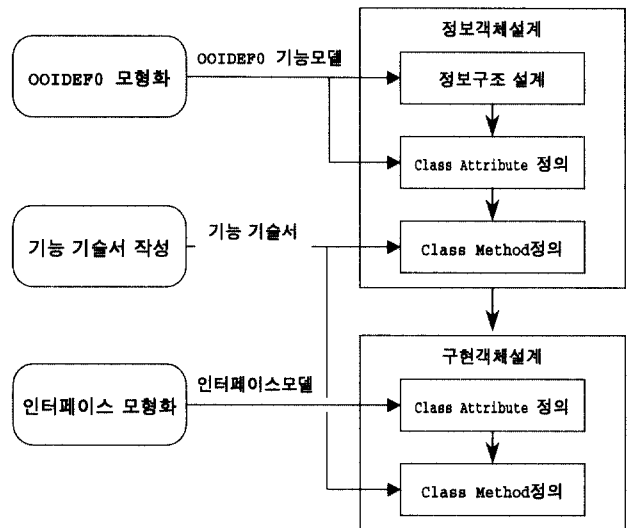 정보객체설계
OOIDEF0 기능모델
OOIDEF0 모형화
정보구조 설계
Class Attribute 정의
기능 기술서
기능 기술서 작성
Class Method정의
구현객체설계
인터페이스모델
인터페이스 모형화
Class Attribute 정의
Class Method정의